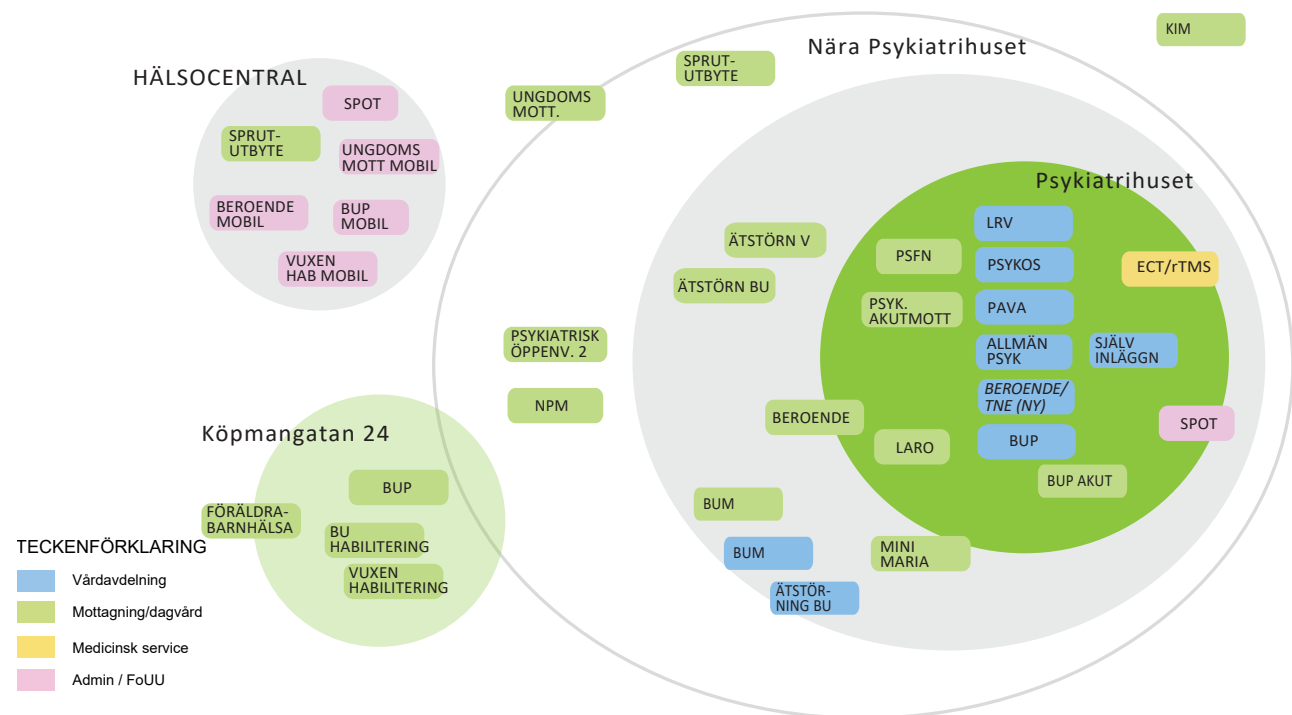 KIM
Nära Psykiatrihuset
SPRUT-
UTBYTE
HÄLSOCENTRAL
SPOT
UNGDOMS
MOTT.
SPRUT-
UTBYTE
UNGDOMS
MOTT MOBIL
BEROENDE
MOBIL
BUP
MOBIL
VUXEN
HAB MOBIL
Psykiatrihuset
LRV
ÄTSTÖRN V
PSFN
PSYKOS
ECT/rTMS
ÄTSTÖRN BU
PSYK.
AKUTMOTT
PAVA
PSYKIATRISK
ÖPPENV. 2
ALLMÄN
PSYK
SJÄLV
INLÄGGN
NPM
BEROENDE/
TNE (NY)
BEROENDE
SPOT
LARO
BUP
BUP AKUT
Köpmangatan 24
BUP
FÖRÄLDRA-
BARNHÄLSA
BU
HABILITERING
VUXEN
HABILITERING
BUM
BUM
MINI
MARIA
ÄTSTÖR-
NING BU
TECKENFÖRKLARING
Vårdavdelning
Mottagning/dagvård
Medicinsk service
Admin / FoUU